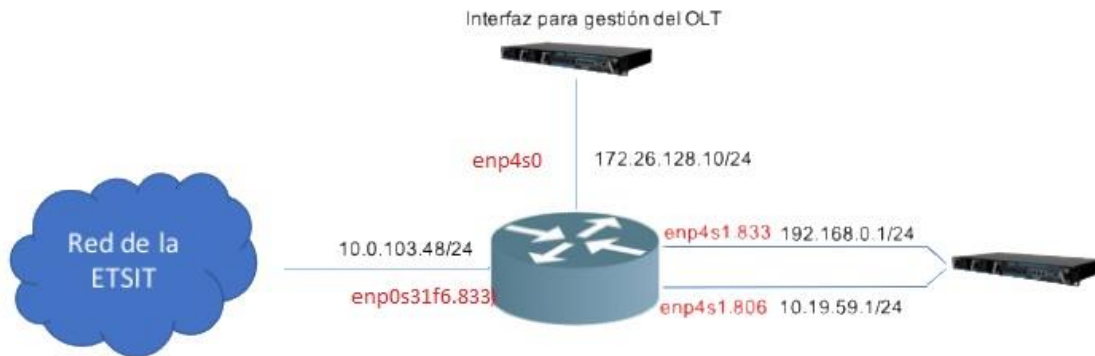 Interfaz para gestión del OLT
enp4s0
172.26.128.10/24
Red de la
ETSIT
10.0.103.48/24
enp0s31f6.833
enp4s1.833 192.168.0.1/24
enp4s1.806 10.19.59.1/24